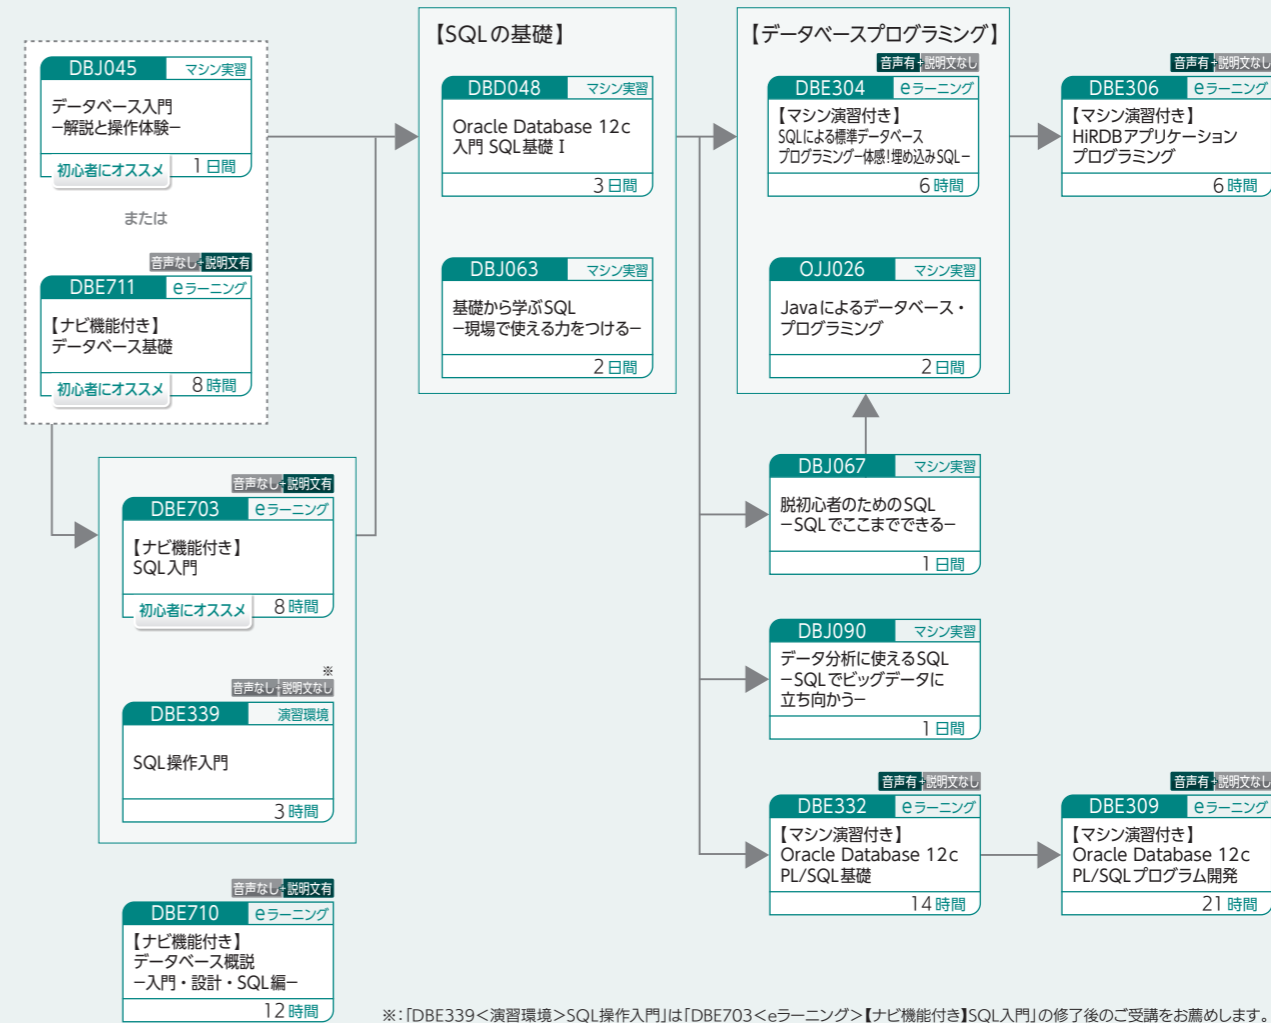 DBJ045 マシン実習
データベース入門
−解説と操作体験−
初心者にオススメ 1日間
または
音声なし+説明文有
DBE711 eラーニング
【ナビ機能付き】
データベース基礎
初心者にオススメ 8時間
音声なし+説明文有
DBE703 eラーニング
【ナビ機能付き】
SQL入門
初心者にオススメ 8時間
※
音声なし+説明文なし
DBE339 演習環境
SQL操作入門
3時間
音声なし+説明文有
DBE710 eラーニング
【ナビ機能付き】
データベース概説
−入門・設計・SQL編−
12時間
【SQLの基礎】
DBD048 マシン実習
Oracle Database 12c
入門 SQL基礎Ⅰ
3日間
DBJ063 マシン実習
基礎から学ぶSQL
−現場で使える力をつける−
2日間
【データベースプログラミング】
音声有+説明文なし
DBE304 eラーニング
【マシン演習付き】
SQLによる標準データベース
プログラミング−体感!埋め込みSQL−
6時間
OJJ026 マシン実習
Javaによるデータベース・
プログラミング
2日間
DBJ067 マシン実習
脱初心者のためのSQL
−SQLでここまでできる−
1日間
DBJ090 マシン実習
データ分析に使えるSQL
−SQLでビッグデータに
立ち向かう−
1日間
音声有+説明文なし
DBE332 eラーニング
【マシン演習付き】
Oracle Database 12c
PL/SQL基礎
14時間
音声有+説明文なし
DBE306 eラーニング
【マシン演習付き】
HiRDBアプリケーション
プログラミング
6時間
音声有+説明文なし
DBE309 eラーニング
【マシン演習付き】
Oracle Database 12c
PL/SQLプログラム開発
21時間
※:「DBE339<演習環境>SQL操作入門」は「DBE703<eラーニング>【ナビ機能付き】SQL入門」の修了後のご受講をお薦めします。